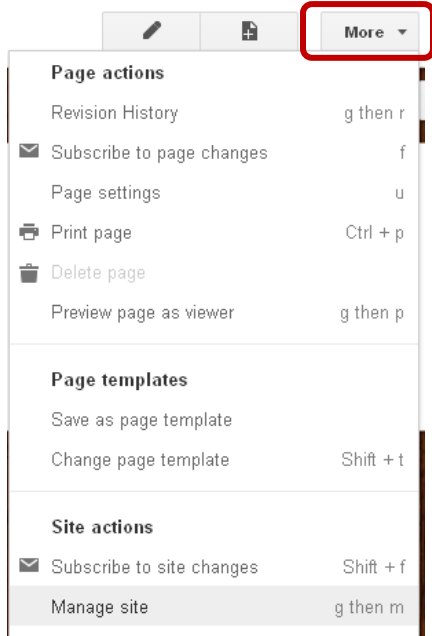 More
Page actions
Revision History g then r
Subscribe to page changes f
Page settings u
Print page Ctrl + p
Delete page
Preview page as viewer g then p
Page templates
Save as page template
Change page template Shift + t
Site actions
Subscribe to site changes Shift + f
Manage site g then m